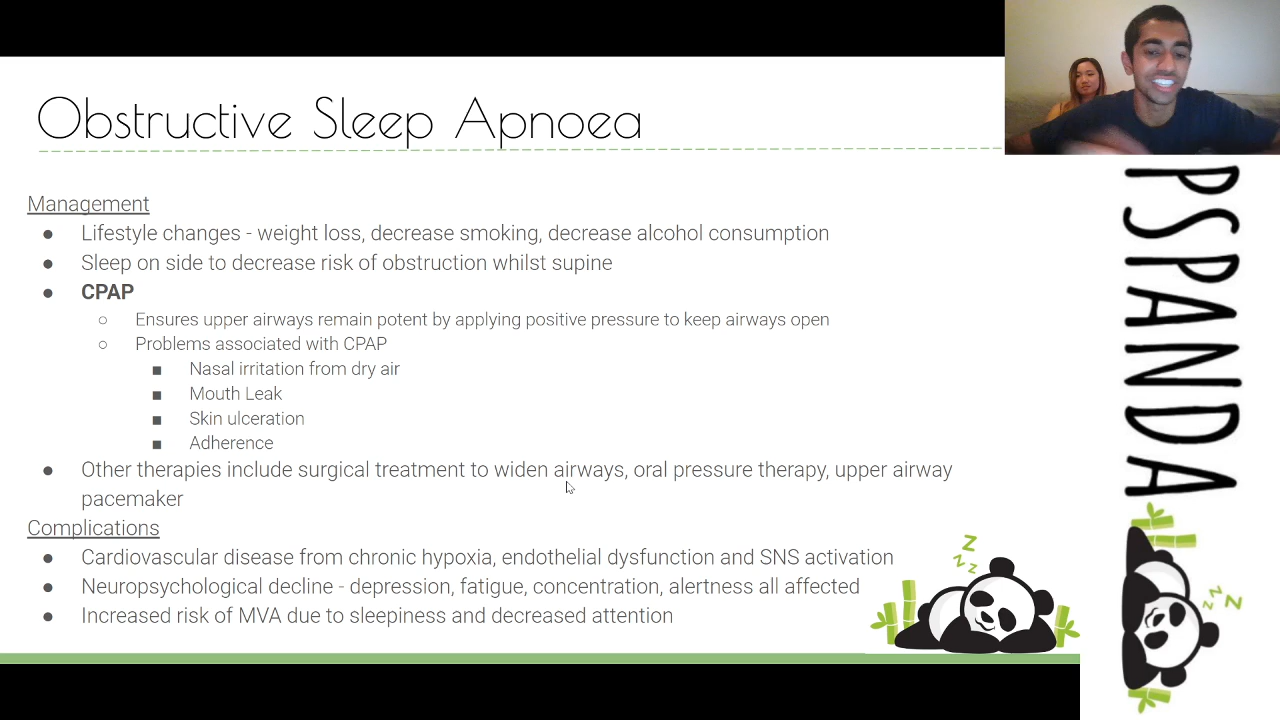 Obstructive Sleep Apnoea
Management
● Lifestyle changes - weight loss, decrease smoking, decrease alcohol consumption
● Sleep on side to decrease risk of obstruction whilst supine
● CPAP
○ Ensures upper airways remain potent by applying positive pressure to keep airways open
○ Problems associated with CPAP
■ Nasal irritation from dry air
■ Mouth Leak
■ Skin ulceration
■ Adherence
● Other therapies include surgical treatment to widen airways, oral pressure therapy, upper airway
pacemaker
Complications
● Cardiovascular disease from chronic hypoxia, endothelial dysfunction and SNS activation
● Neuropsychological decline - depression, fatigue, concentration, alertness all affected
● Increased risk of MVA due to sleepiness and decreased attention
z z z z
PSPANDA
z z z z